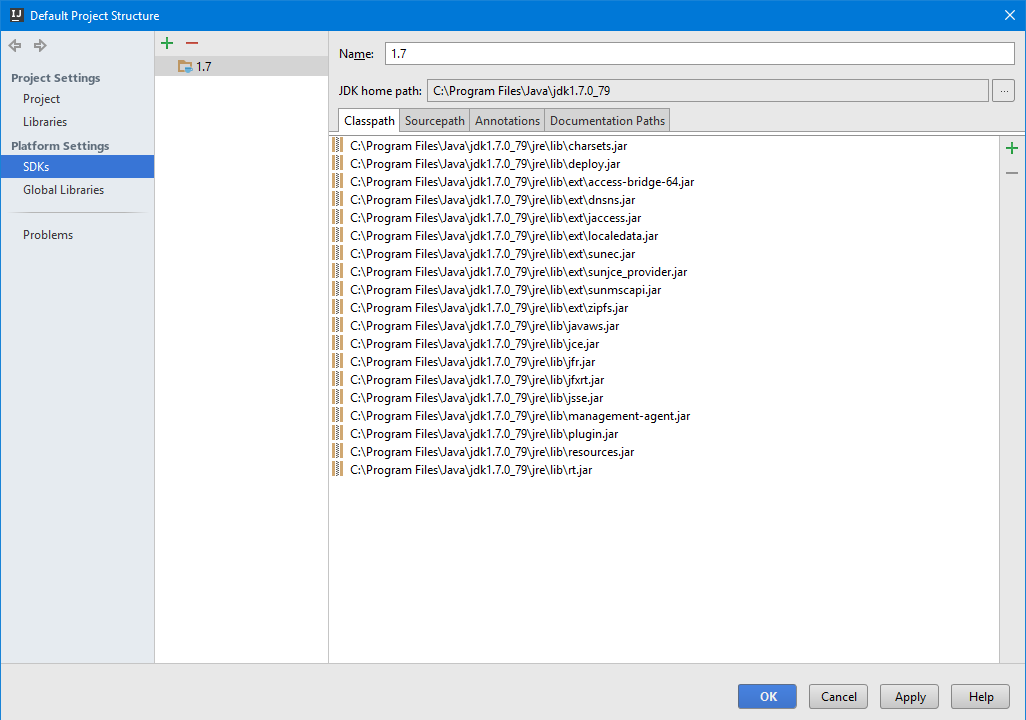 Default Project Structure
Project Settings
Project
Libraries
Platform Settings
SDKs
Global Libraries
Problems
1.7
Name: 1.7
JDK home path: C:\Program Files\Java\jdk1.7.0_79 ...
Classpath Sourcepath Annotations Documentation Paths
C:\Program Files\Java\jdk1.7.0_79\jre\lib\charsets.jar
C:\Program Files\Java\jdk1.7.0_79\jre\lib\deploy.jar
C:\Program Files\Java\jdk1.7.0_79\jre\lib\ext\access-bridge-64.jar
C:\Program Files\Java\jdk1.7.0_79\jre\lib\ext\dnsns.jar
C:\Program Files\Java\jdk1.7.0_79\jre\lib\ext\jaccess.jar
C:\Program Files\Java\jdk1.7.0_79\jre\lib\ext\localedata.jar
C:\Program Files\Java\jdk1.7.0_79\jre\lib\ext\sunec.jar
C:\Program Files\Java\jdk1.7.0_79\jre\lib\ext\sunjce_provider.jar
C:\Program Files\Java\jdk1.7.0_79\jre\lib\ext\sunmscapi.jar
C:\Program Files\Java\jdk1.7.0_79\jre\lib\ext\zipfs.jar
C:\Program Files\Java\jdk1.7.0_79\jre\lib\javaws.jar
C:\Program Files\Java\jdk1.7.0_79\jre\lib\jce.jar
C:\Program Files\Java\jdk1.7.0_79\jre\lib\jfr.jar
C:\Program Files\Java\jdk1.7.0_79\jre\lib\jfxrt.jar
C:\Program Files\Java\jdk1.7.0_79\jre\lib\jsse.jar
C:\Program Files\Java\jdk1.7.0_79\jre\lib\management-agent.jar
C:\Program Files\Java\jdk1.7.0_79\jre\lib\plugin.jar
C:\Program Files\Java\jdk1.7.0_79\jre\lib\resources.jar
C:\Program Files\Java\jdk1.7.0_79\jre\lib\rt.jar
OK Cancel Apply Help